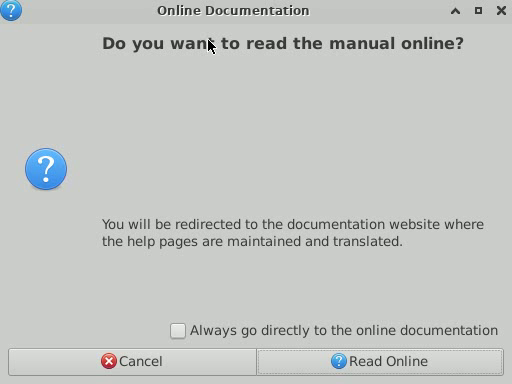 Online Documentation
Do you want to read the manual online?
You will be redirected to the documentation website where
the help pages are maintained and translated.
Always go directly to the online documentation
Cancel
Read Online